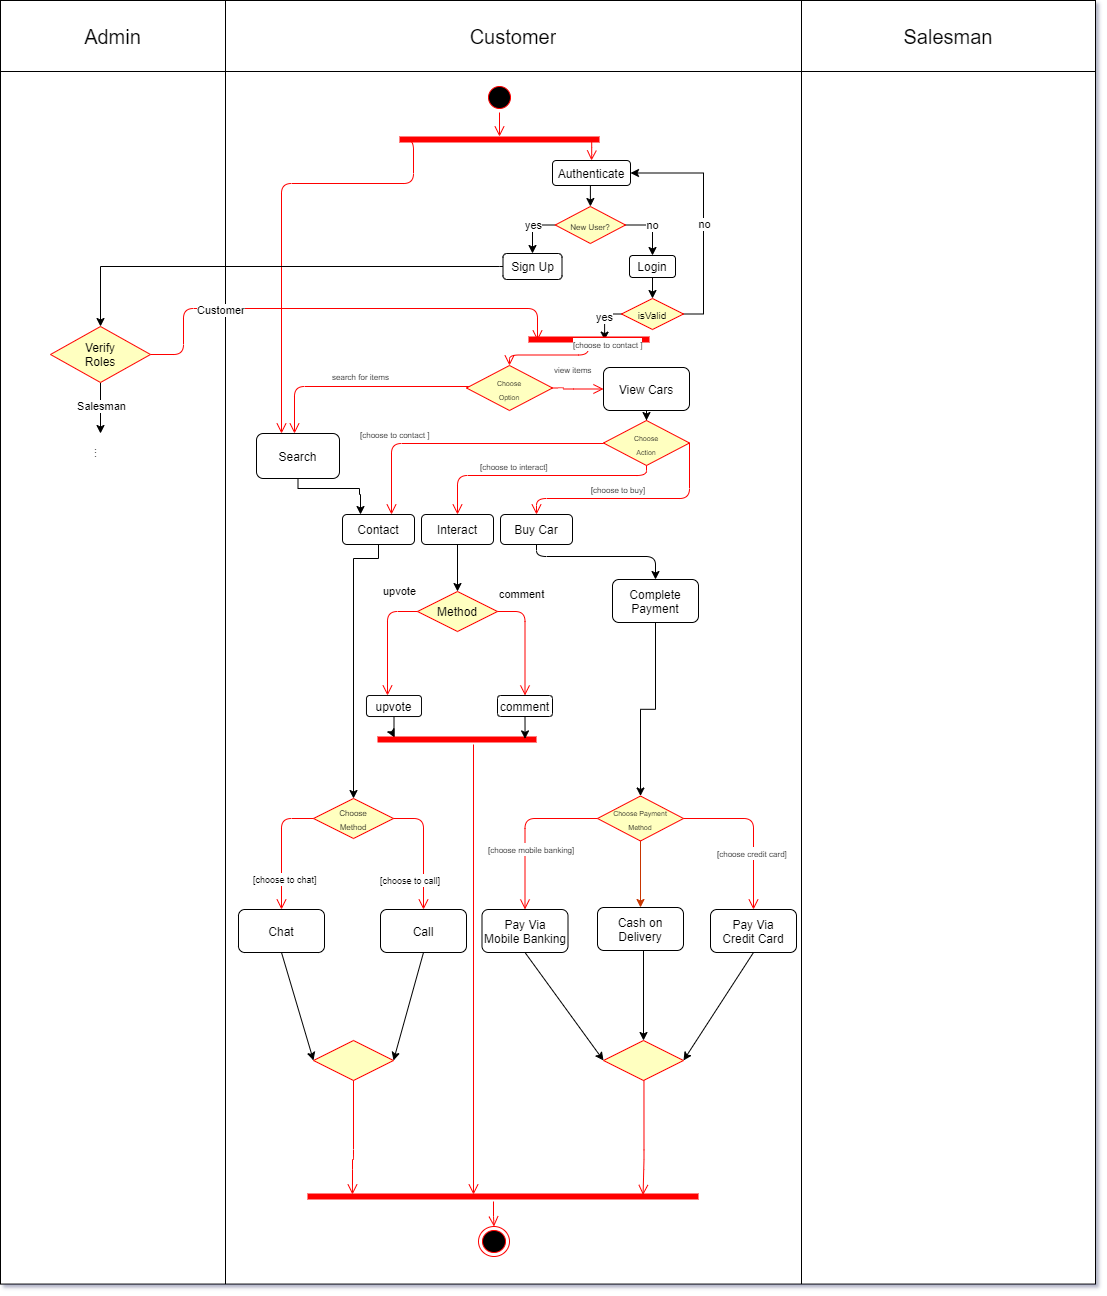 Admin
Customer
Salesman
Authenticate
New User?
yes
no
no
Sign Up
Login
isValid
yes
Customer
Verify
Roles
Salesman
[choose to contact ]
view items
search for items
Choose
Option
View Cars
Choose
Action
[choose to contact ]
Search
[choose to interact]
[choose to buy]
Contact
Interact
Buy Car
upvote
comment
Method
Complete
Payment
upvote
comment
Choose
Method
Choose Payment
Method
[choose mobile banking]
[choose credit card]
[choose to chat]
[choose to call]
Chat
Call
Pay Via
Mobile Banking
Cash on
Delivery
Pay Via
Credit Card